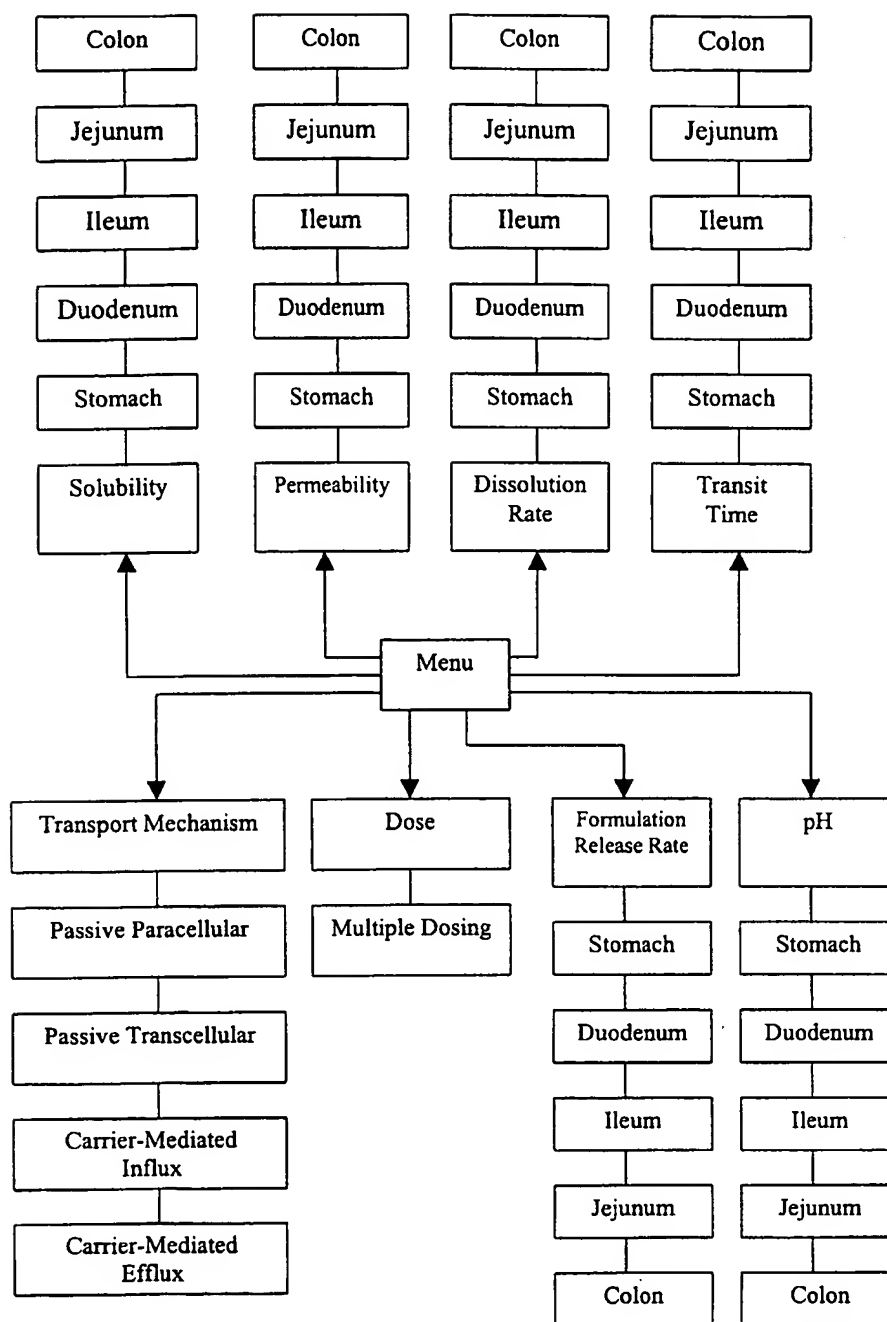 Colon
Colon
Colon
Colon
Jejunum
Jejunum
Jejunum
Jejunum
Ileum
Ileum
Ileum
Ileum
Duodenum
Duodenum
Duodenum
Duodenum
Stomach
Stomach
Stomach
Stomach
Solubility
Permeability
Dissolution
Rate
Transit
Time
Menu
Transport Mechanism
Dose
Formulation
Release Rate
pH
Passive Paracellular
Multiple Dosing
Stomach
Stomach
Passive Transcellular
Duodenum
Duodenum
Carrier-Mediated
Influx
Ileum
Ileum
Jejunum
Jejunum
Carrier-Mediated
Efflux
Colon
Colon